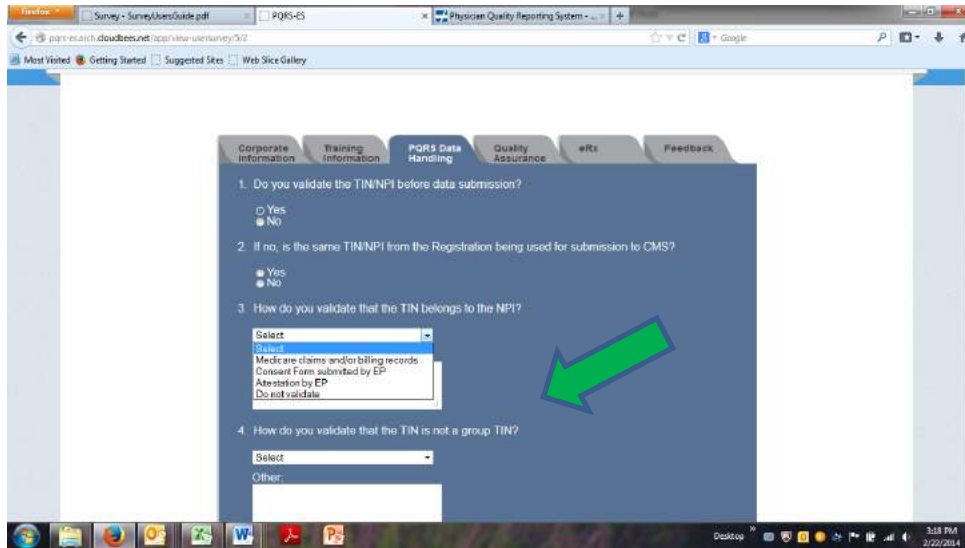 Firefox
Survey - SurveyUsersGuide.pdf
PQRS-ES
Physician Quality Reporting System - ...
pqrs-es.arch.cloudbees.net/app/view-usersurvey/5/2
Google
Most Visited Getting Started Suggested Sites Web Slice Gallery
Corporate Information
Training Information
PQRS Data Handling
Quality Assurance
eRx
Feedback
1. Do you validate the TIN/NPI before data submission?
Yes
No
2. If no, is the same TIN/NPI from the Registration being used for submission to CMS?
Yes
No
3. How do you validate that the TIN belongs to the NPI?
Select
Select
Medicare claims and/or billing records
Consent Form submitted by EP
Attestation by EP
Do not validate
4. How do you validate that the TIN is not a group TIN?
Select
Other:
Desktop
3:18 PM
2/22/2014